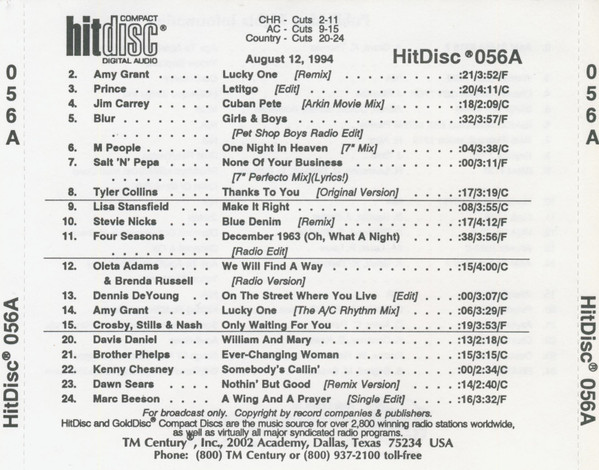 COMPACT
hitdisc®
DIGITAL AUDIO
CHR - Cuts 2-11
AC - Cuts 9-15
Country - Cuts 20-24
August 12, 1994 HitDisc®056A
2. Amy Grant . . . . Lucky One [Remix] . . . . :21/3:52/F
3. Prince . . . . Letitgo [Edit] . . . . :20/4:11/C
4. Jim Carrey . . . . Cuban Pete [Arkin Movie Mix] . . . . :18/2:09/C
5. Blur . . . . Girls & Boys . . . . :32/3:57/F
. . . . [Pet Shop Boys Radio Edit]
6. M People . . . . One Night In Heaven [7" Mix] . . . . :04/3:38/C
7. Salt 'N' Pepa . . . . None Of Your Business . . . . :00/3:11/F
. . . . [7" Perfecto Mix](Lyrics!)
8. Tyler Collins . . . . Thanks To You [Original Version] . . . . :17/3:19/C
9. Lisa Stansfield . . . . Make It Right . . . . :08/3:55/C
10. Stevie Nicks . . . . Blue Denim [Remix] . . . . :17/4:12/F
11. Four Seasons . . . . December 1963 (Oh, What A Night) . . . . :38/3:56/F
. . . . [Radio Edit]
12. Oleta Adams . . . . We Will Find A Way . . . . :15/4:00/C
& Brenda Russell . [Radio Version]
13. Dennis DeYoung . . . . On The Street Where You Live [Edit] . . . . :00/3:07/C
14. Amy Grant . . . . Lucky One [The A/C Rhythm Mix] . . . . :06/3:29/F
15. Crosby, Stills & Nash Only Waiting For You . . . . :19/3:53/F
20. Davis Daniel . . . . William And Mary . . . . :13/2:18/C
21. Brother Phelps . . . . Ever-Changing Woman . . . . :15/3:15/C
22. Kenny Chesney . . . . Somebody's Callin' . . . . :00/2:34/C
23. Dawn Sears . . . . Nothin' But Good [Remix Version] . . . . :14/2:40/C
24. Marc Beeson . . . . A Wing And A Prayer [Single Edit] . . . . :16/3:32/F
For broadcast only. Copyright by record companies & publishers.
HitDisc and GoldDisc® Compact Discs are the music source for over 2,800 winning radio stations worldwide,
as well as virtually all major syndicated radio programs.
TM Century®, Inc., 2002 Academy, Dallas, Texas 75234 USA
Phone: (800) TM Century or (800) 937-2100 toll-free
056A
HitDisc® 056A
056A
HitDisc® 056A